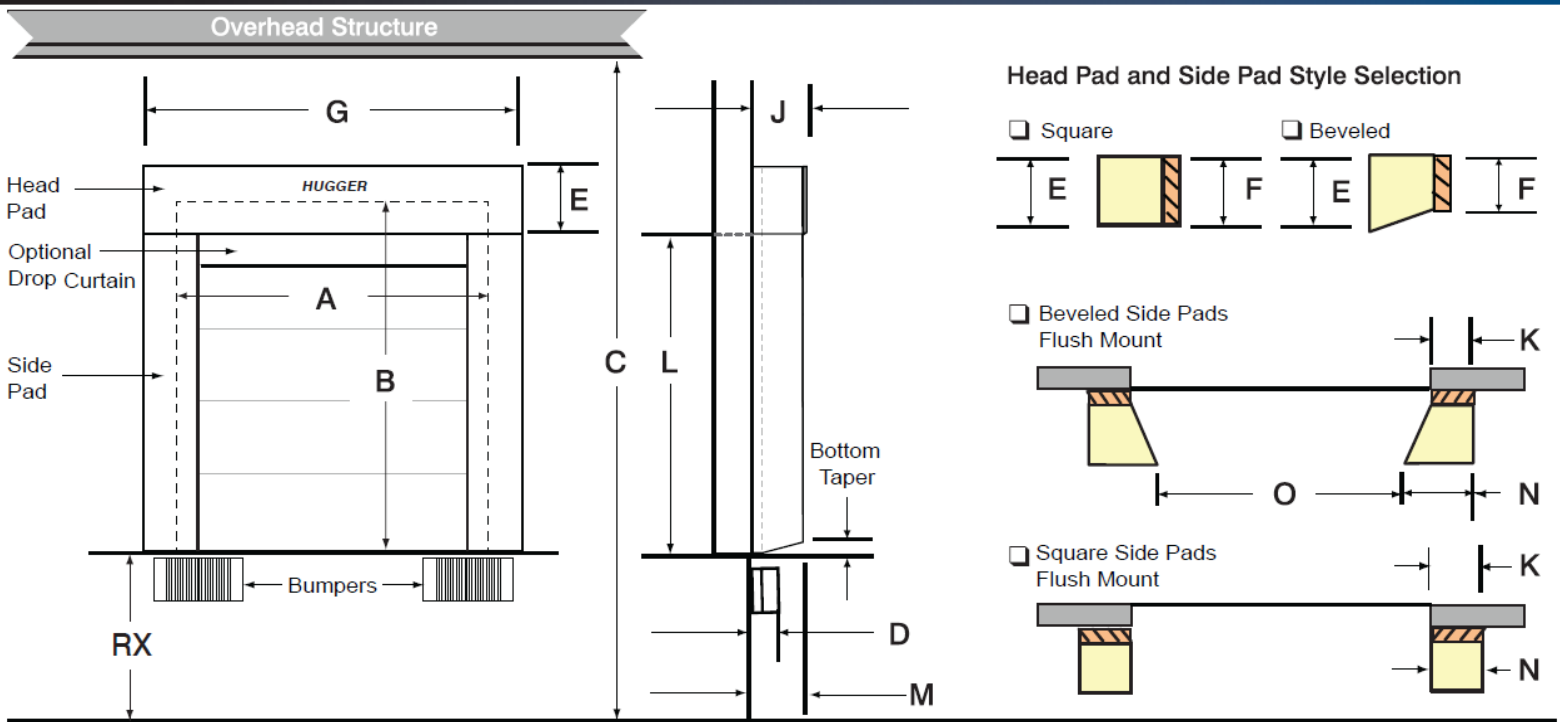 Overhead Structure
G
HUGGER
Head
Pad
E
Optional
Drop Curtain
A
B
Side
Pad
Bumpers
RX
C
J
L
Bottom
Taper
D
M
Head Pad and Side Pad Style Selection
❏ Square
❏ Beveled
E
F
E
F
❏ Beveled Side Pads
Flush Mount
K
O
N
❏ Square Side Pads
Flush Mount
K
N